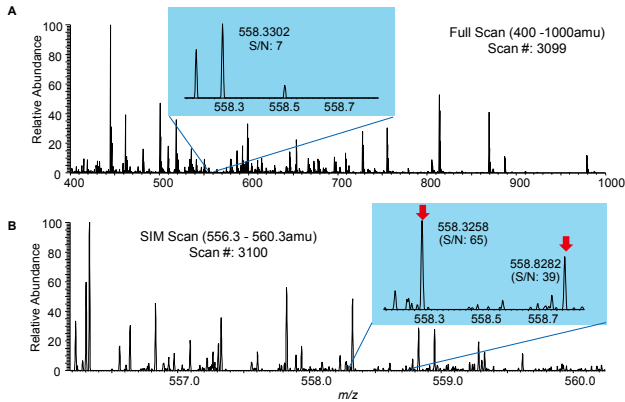 A
Relative Abundance
100
80
60
40
20
0
400
500
600
700
800
900
1000
558.3302
S/N: 7
558.3
558.5
558.7
Full Scan (400 -1000amu)
Scan #: 3099
B
Relative Abundance
100
80
60
40
20
0
SIM Scan (556.3 - 560.3amu)
Scan #: 3100
558.3258
(S/N: 65)
558.8282
(S/N: 39)
558.3
558.5
558.7
557.0
558.0
559.0
560.0
m/z